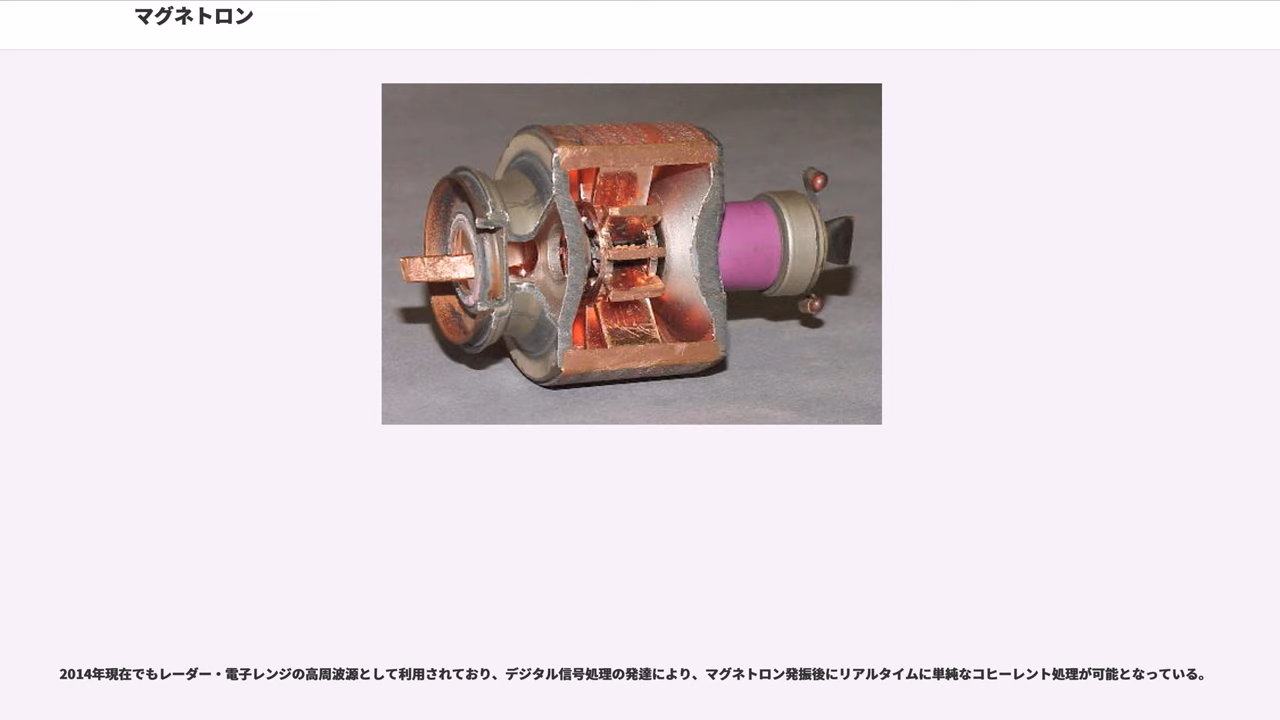 マグネトロン
2014年現在でもレーダー・電子レンジの高周波源として利用されており、デジタル信号処理の発達により、マグネトロン発振後にリアルタイムに単純なコヒーレント処理が可能となっている。